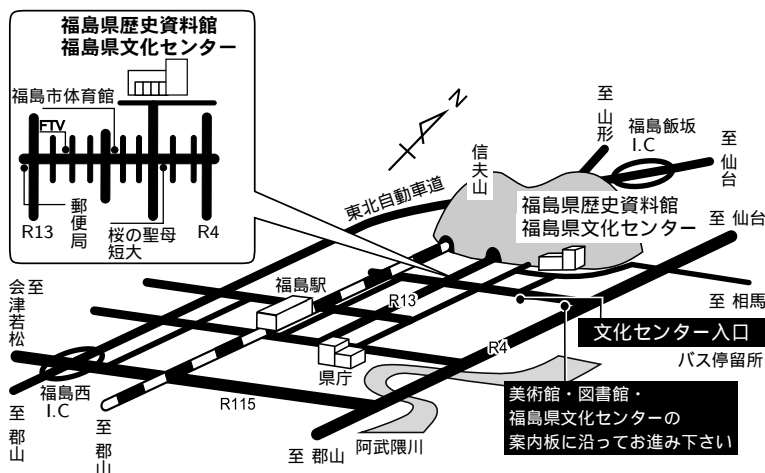 福島県歴史資料館
福島県文化センター
福島市体育館
FTV
郵便局
R13
桜の聖母
短大
R4
N
至 山形
福島飯坂
I.C
至 仙台
信夫山
東北自動車道
福島県歴史資料館
福島県文化センター
至 仙台
至 会津若松
福島駅
R13
至 相馬
文化センター入口
バス停留所
R4
県庁
福島西
I.C
R115
美術館・図書館・
福島県文化センターの
案内板に沿ってお進み下さい
至 郡山
至 郡山
至 郡山
阿武隈川